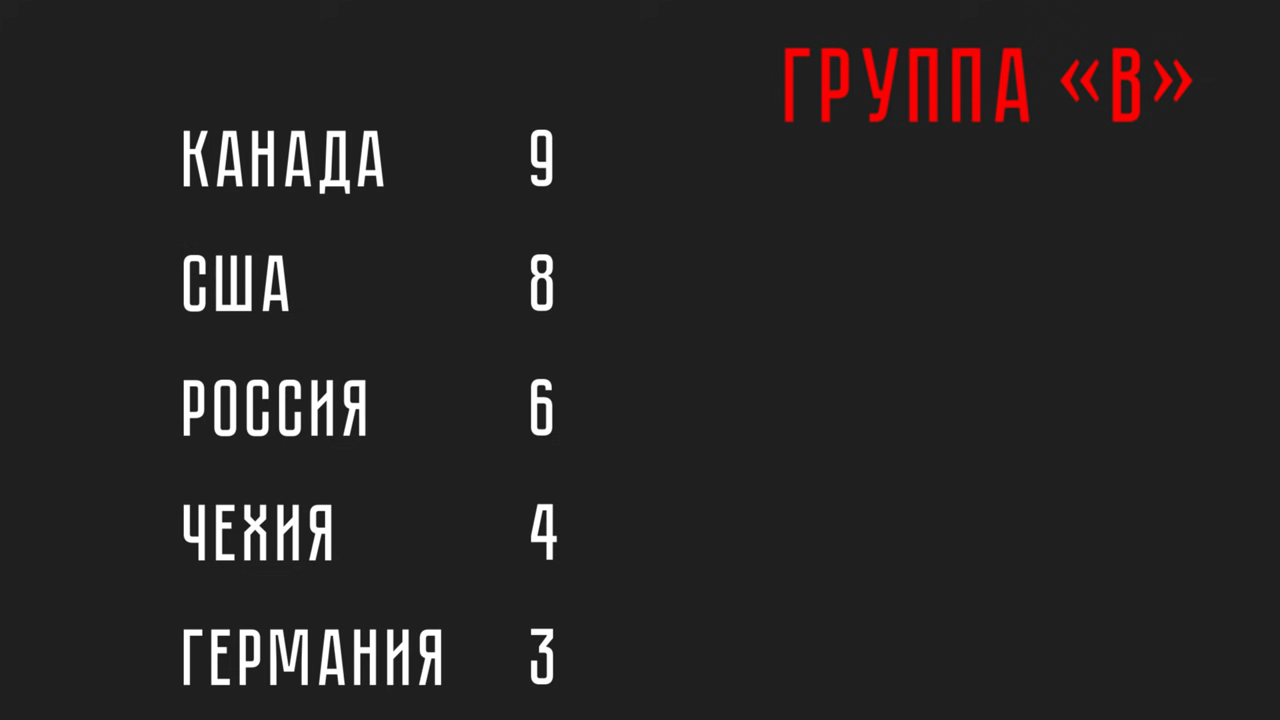 ГРУППА «В»
КАНАДА 9
США 8
РОССИЯ 6
ЧЕХИЯ 4
ГЕРМАНИЯ 3